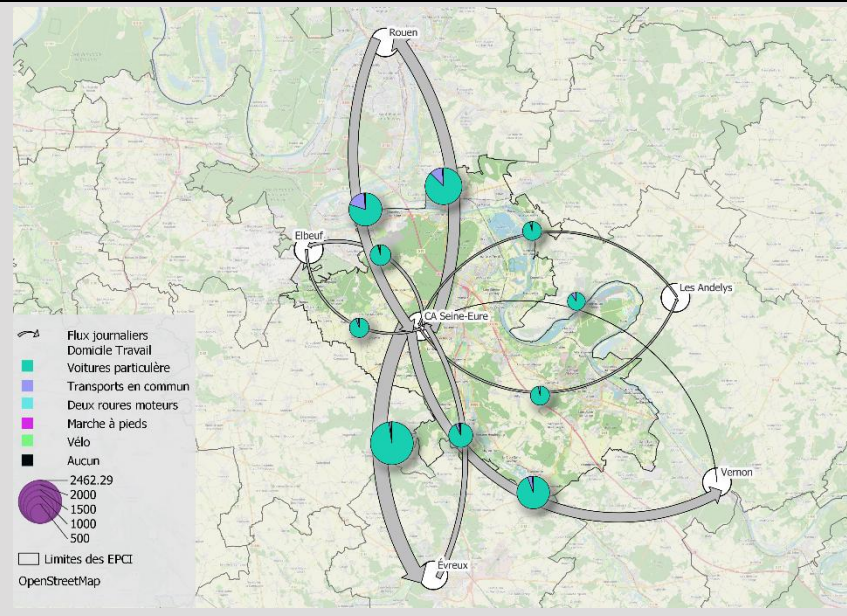 Rouen
Elbeuf
Les Andelys
CA Seine-Eure
Vernon
Évreux
Flux journaliers
Domicile Travail
Voitures particulère
Transports en commun
Deux roures moteurs
Marche à pieds
Vélo
Aucun
2462.29
2000
1500
1000
500
Limites des EPCI
OpenStreetMap